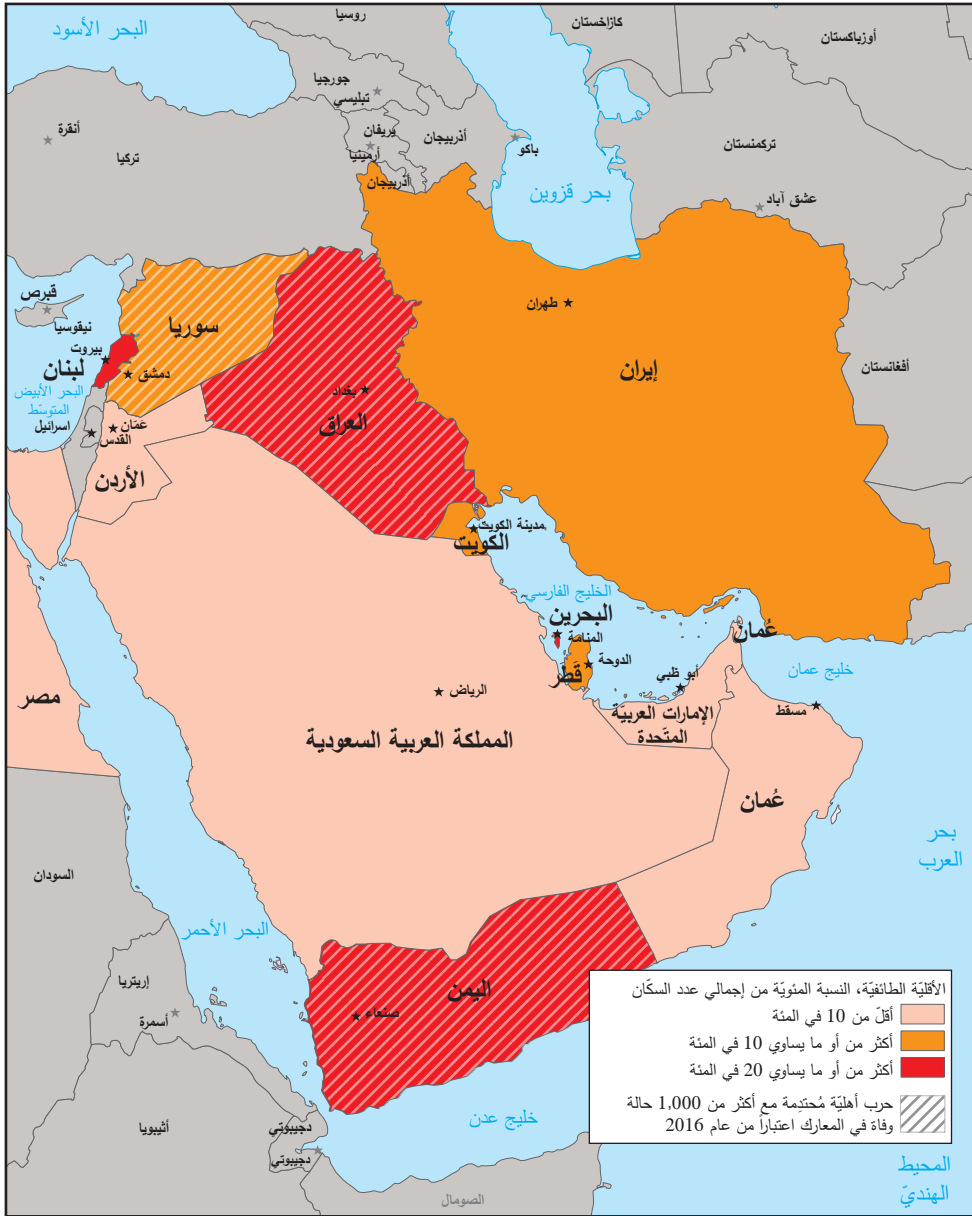 روسيا
البحر الأسود
كازاخستان
أوزباكستان
جورجيا
تبليسي
يريفان
أرمينيا
أذربيجان
أذربيجان
باكو
تركمنستان
أنقرة
تركيا
بحر قزوين
عشق آباد
قبرص
نيقوسيا
سوريا
طهران
بيروت
لبنان
دمشق
إيران
أفغانستان
البحر الأبيض
المتوسّط
اسرائيل
بغداد
العراق
عَمّان
القدس
الأردن
مدينة الكويت
الكويت
الخليج الفارسي
البحرين
المنامة
عُمان
الدوحة
قَطَر
أبو ظبي
خليج عمان
مصر
الرياض
الإمارات العربيّة
المتّحدة
مسقط
المملكة العربية السعودية
عُمان
بحر
العرب
السودان
البحر الأحمر
اليمن
صنعاء
إريتريا
أسمرة
خليج عدن
أثيوبيا
دجيبوتي
دجيبوتي
الصومال
الأقليّة الطائفيّة، النسبة المئويّة من إجمالي عدد السكّان
أقلّ من 10 في المئة
أكثر من أو ما يساوي 10 في المئة
أكثر من أو ما يساوي 20 في المئة
حرب أهليّة مُحتدِمة مع أكثر من 1,000 حالة
وفاة في المعارك اعتباراً من عام 2016
المحيط
الهنديّ